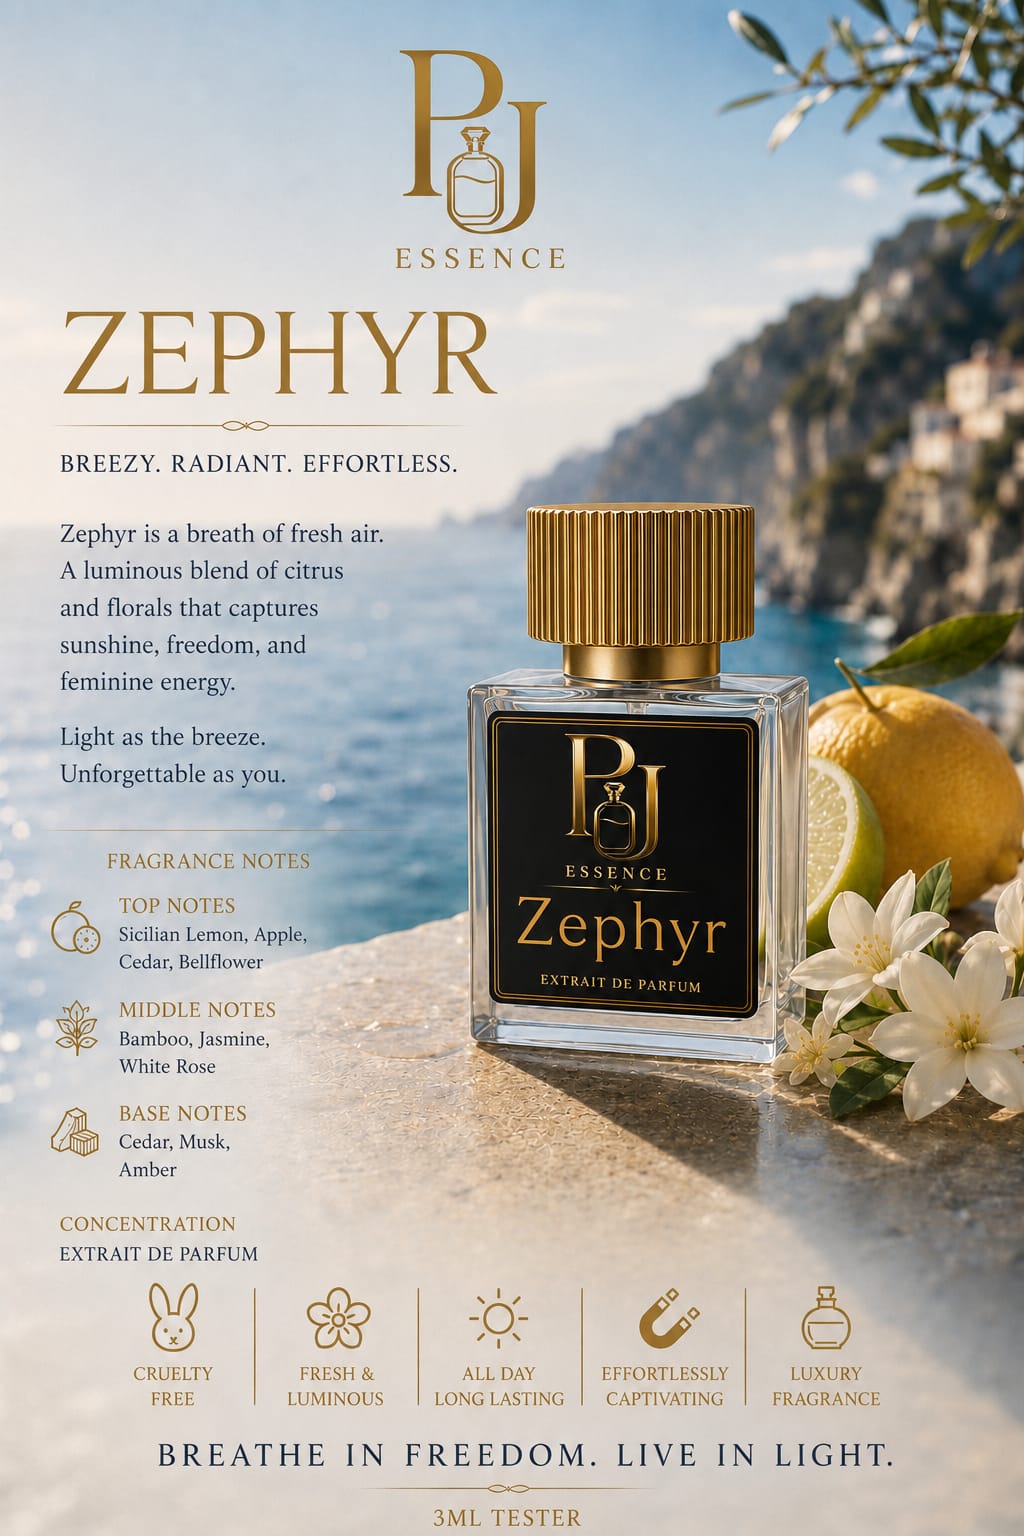 PJ
ESSENCE
ZEPHYR
BREEZY. RADIANT. EFFORTLESS.
Zephyr is a breath of fresh air.
A luminous blend of citrus
and florals that captures
sunshine, freedom, and
feminine energy.
Light as the breeze.
Unforgettable as you.
FRAGRANCE NOTES
TOP NOTES
Sicilian Lemon, Apple,
Cedar, Bellflower
MIDDLE NOTES
Bamboo, Jasmine,
White Rose
BASE NOTES
Cedar, Musk,
Amber
CONCENTRATION
EXTRAIT DE PARFUM
PJ
ESSENCE
Zephyr
EXTRAIT DE PARFUM
CRUELTY
FREE
FRESH &
LUMINOUS
ALL DAY
LONG LASTING
EFFORTLESSLY
CAPTIVATING
LUXURY
FRAGRANCE
BREATHE IN FREEDOM. LIVE IN LIGHT.
3ML TESTER